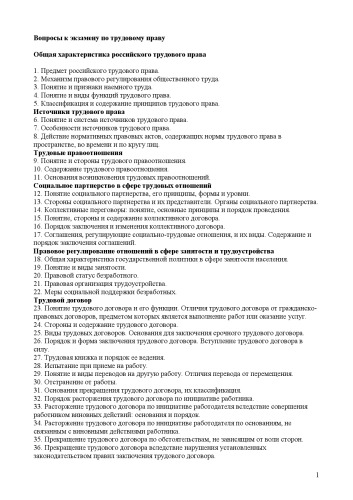 Вопросы к экзамену по трудовому праву
Общая характеристика российского трудового права
1. Предмет российского трудового права.
2. Механизм правового регулирования общественного труда.
3. Понятие и признаки наемного труда.
4. Понятие и виды функций трудового права.
5. Классификация и содержание принципов трудового права.
Источники трудового права
6. Понятие и система источников трудового права.
7. Особенности источников трудового права.
8. Действие нормативных правовых актов, содержащих нормы трудового права в
пространстве, во времени и по кругу лиц.
Трудовые правоотношения
9. Понятие и стороны трудового правоотношения.
10. Содержание трудового правоотношения.
11. Основания возникновения трудовых правоотношений.
Социальное партнерство в сфере трудовых отношений
12. Понятие социального партнерства, его принципы, формы и уровни.
13. Стороны социального партнерства и их представители. Органы социального партнерства.
14. Коллективные переговоры: понятие, основные принципы и порядок проведения.
15. Понятие, стороны и содержание коллективного договора.
16. Порядок заключения и изменения коллективного договора.
17. Соглашения, регулирующие социально-трудовые отношения, и их виды. Содержание и
порядок заключения соглашений.
Правовое регулирование отношений в сфере занятости и трудоустройства
18. Общая характеристика государственной политики в сфере занятости населения.
19. Понятие и виды занятости.
20. Правовой статус безработного.
21. Правовая организация трудоустройства.
22. Меры социальной поддержки безработных.
Трудовой договор
23. Понятие трудового договора и его функции. Отличия трудового договора от гражданско-
правовых договоров, предметом которых является выполнение работ или оказание услуг.
24. Стороны и содержание трудового договора.
25. Виды трудовых договоров. Основания для заключения срочного трудового договора.
26. Порядок и форма заключения трудового договора. Вступление трудового договора в
силу.
27. Трудовая книжка и порядок ее ведения.
28. Испытание при приеме на работу.
29. Понятие и виды переводов на другую работу. Отличия перевода от перемещения.
30. Отстранение от работы.
31. Основания прекращения трудового договора, их классификация.
32. Порядок расторжения трудового договора по инициативе работника.
33. Расторжение трудового договора по инициативе работодателя вследствие совершения
работником виновных действий: основания и порядок.
34. Расторжение трудового договора по инициативе работодателя по основаниям, не
связанным с виновными действиями работника.
35. Прекращение трудового договора по обстоятельствам, не зависящим от воли сторон.
36. Прекращение трудового договора вследствие нарушения установленных
законодательством правил заключения трудового договора.
1